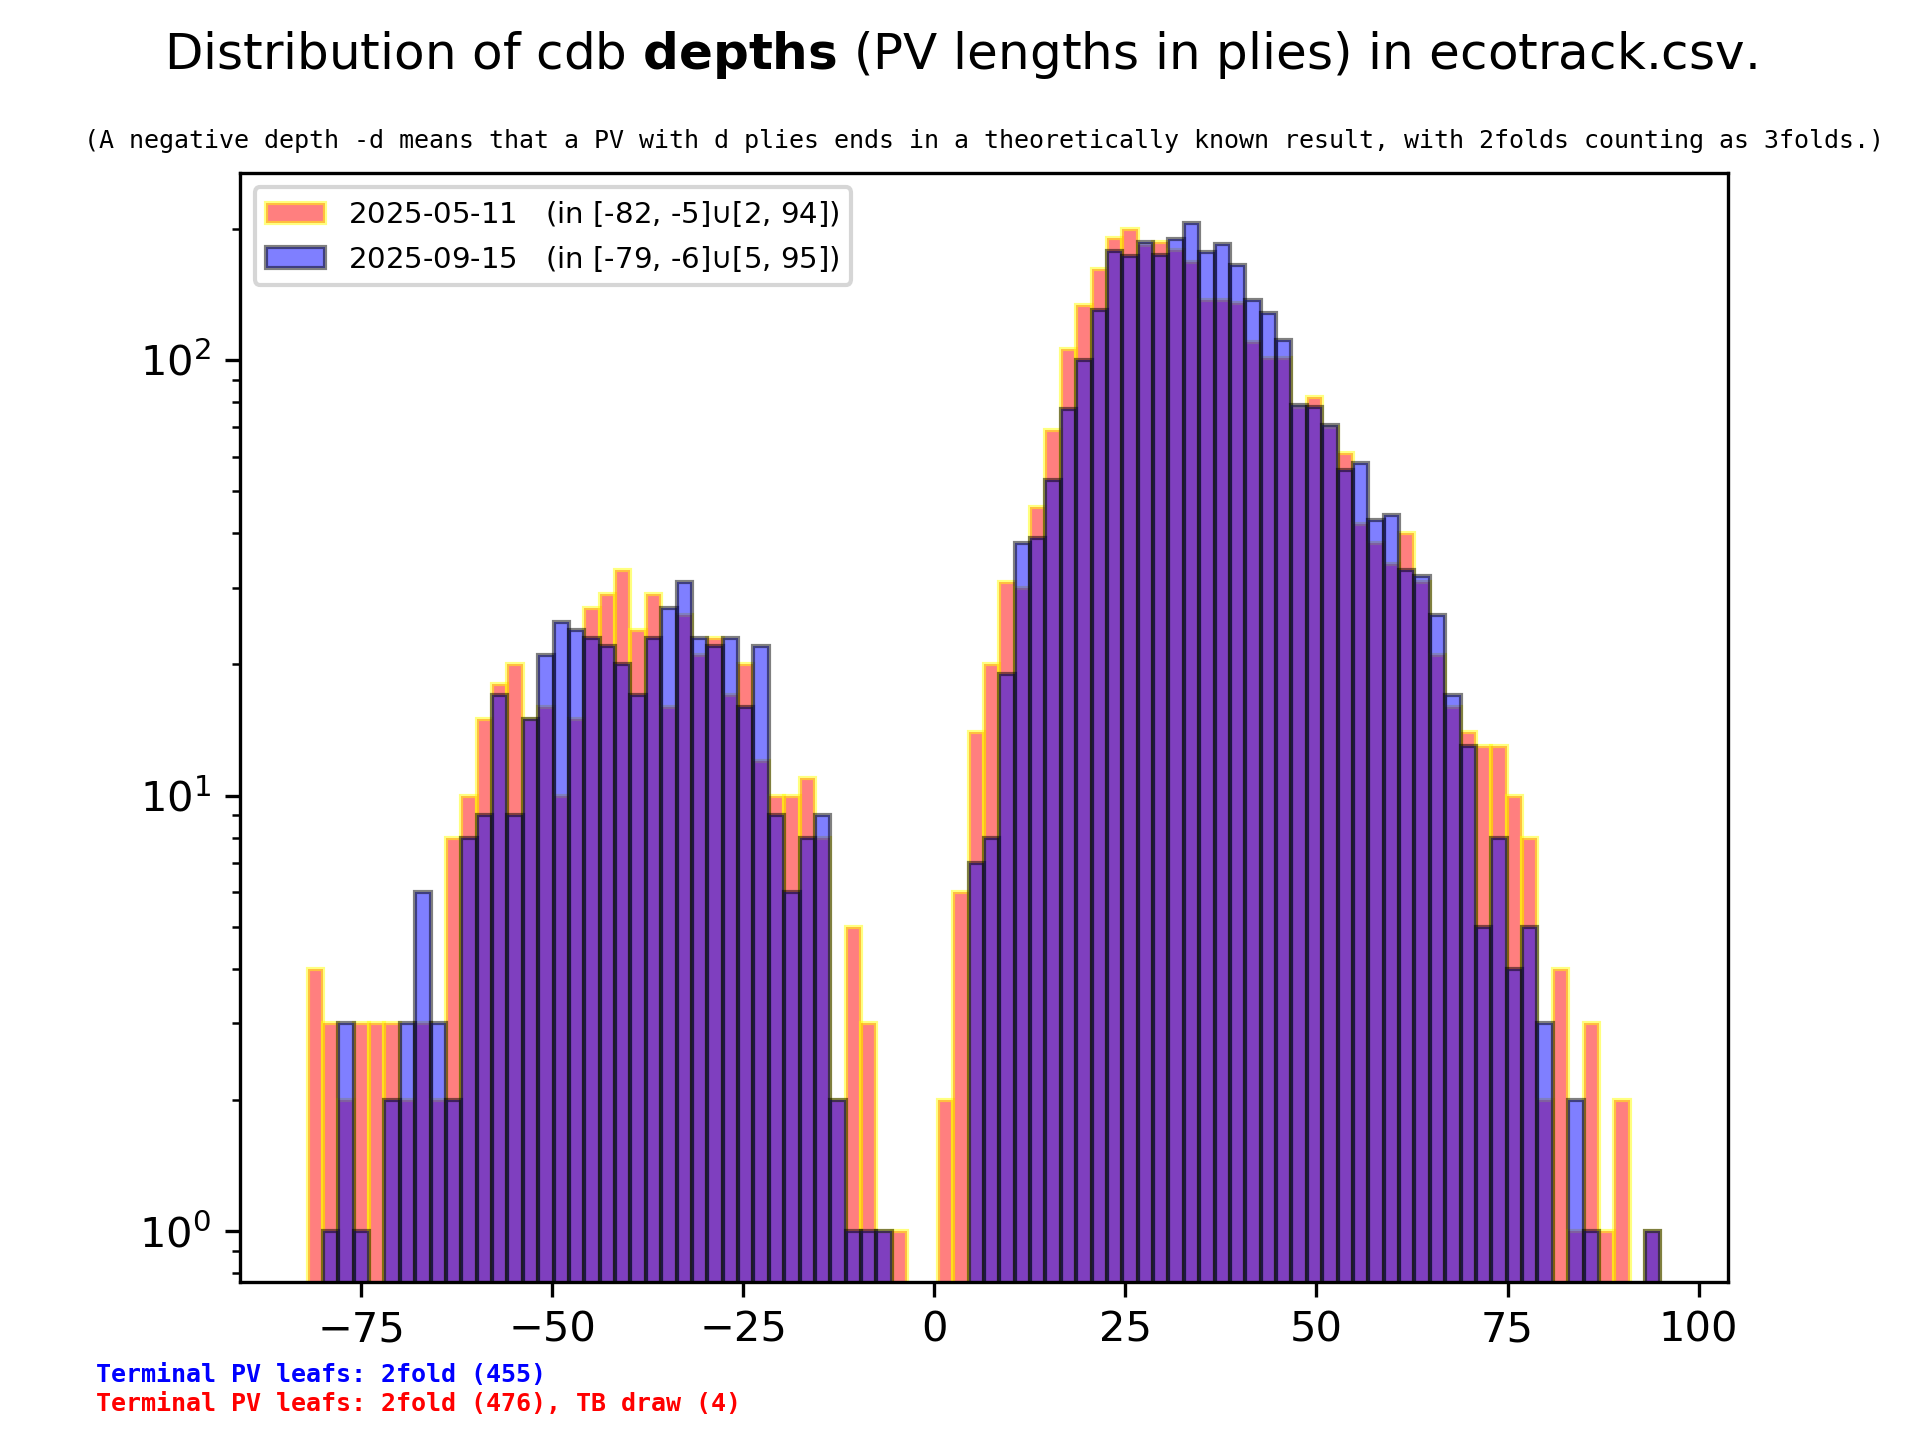 Distribution of cdb depths (PV lengths in plies) in ecotrack.csv.
(A negative depth -d means that a PV with d plies ends in a theoretically known result, with 2folds counting as 3folds.)
2025-05-11 (in [-82, -5]∪[2, 94])
2025-09-15 (in [-79, -6]∪[5, 95])
10²
10¹
10⁰
−75 −50 −25 0 25 50 75 100
Terminal PV leafs: 2fold (455)
Terminal PV leafs: 2fold (476), TB draw (4)